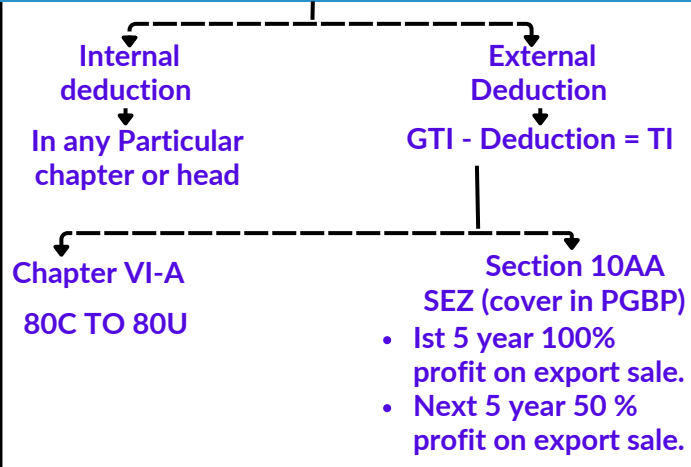 Internal
deduction
In any Particular
chapter or head
External
Deduction
GTI - Deduction = TI
Chapter VI-A
80C TO 80U
Section 10AA
SEZ (cover in PGBP)
• Ist 5 year 100%
profit on export sale.
• Next 5 year 50 %
profit on export sale.